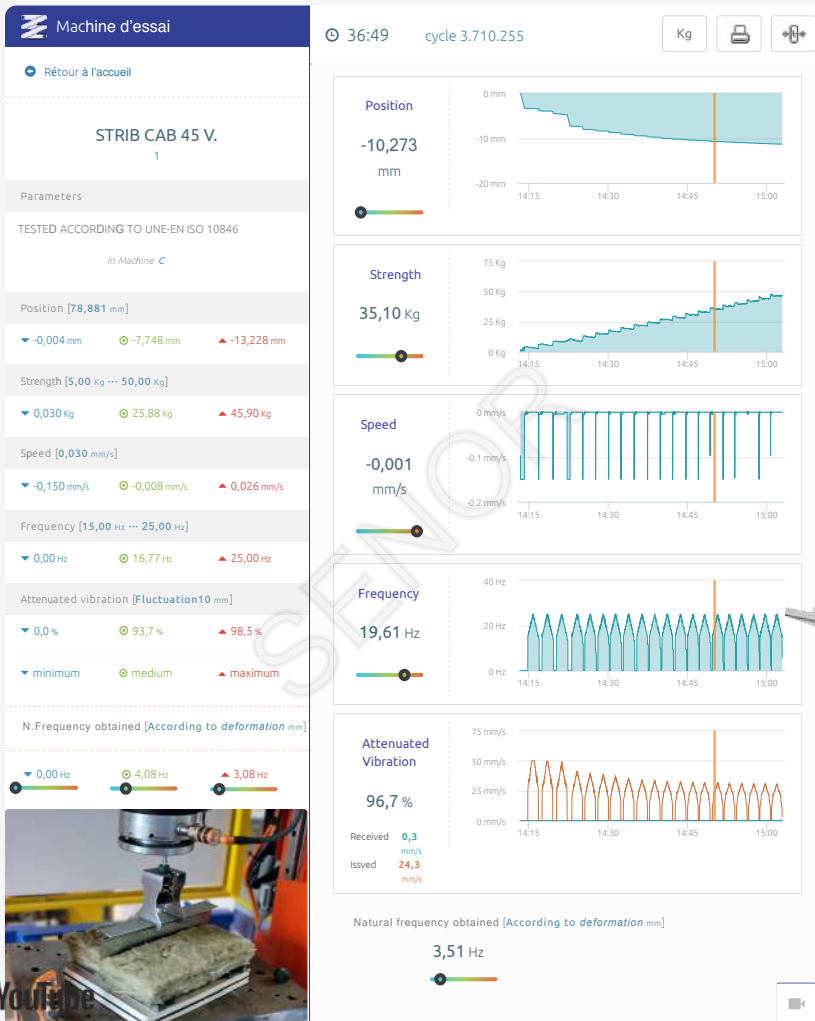 Machine d’essai
Rétour à l’accueil
STRIB CAB 45 V.
1
Parameters
TESTED ACCORDING TO UNE-EN ISO 10846
in Machine C
Position [78,881 mm]
-0,004 mm -7,748 mm -13,228 mm
Strength [5,00 Kg ··· 50,00 Kg]
0,030 Kg 25,88 Kg 45,90 Kg
Speed [0,030 mm/s]
-0,150 mm/s -0,008 mm/s 0,026 mm/s
Frequency [15,00 Hz ··· 25,00 Hz]
0,00 Hz 16,77 Hz 25,00 Hz
Attenuated vibration [Fluctuation10 mm]
0,0 % 93,7 % 98,5 %
minimum medium maximum
N.Frequency obtained [According to deformation mm]
0,00 Hz 4,08 Hz 3,08 Hz
YouTube
36:49 cycle 3.710.255 Kg
Position
-10,273
mm
0 mm
-10 mm
-20 mm
14:15 14:30 14:45 15:00
Strength
35,10 Kg
75 Kg
50 Kg
25 Kg
0 Kg
14:15 14:30 14:45 15:00
Speed
-0,001
mm/s
0 mm/s
-0.1 mm/s
-0.2 mm/s
14:15 14:30 14:45 15:00
Frequency
19,61 Hz
40 Hz
20 Hz
0 Hz
14:15 14:30 14:45 15:00
Attenuated
Vibration
96,7 %
Received 0,3
mm/s
Issved 24,3
mm/s
75 mm/s
50 mm/s
25 mm/s
0 mm/s
14:15 14:30 14:45 15:00
Natural frequency obtained [According to deformation mm]
3,51 Hz
SENOR